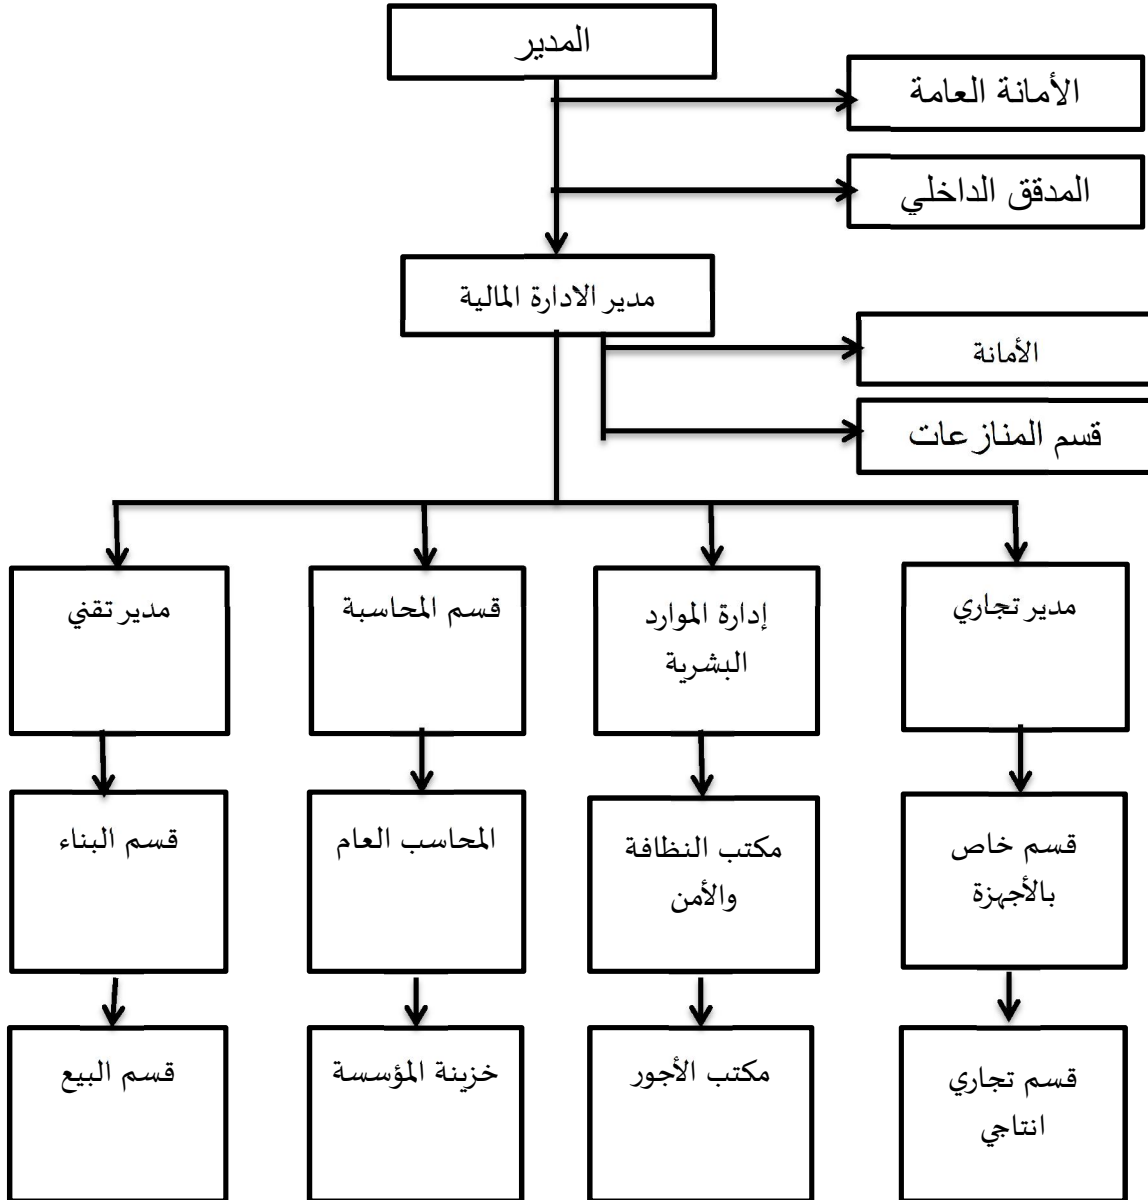 المدير
الأمانة العامة
المدقق الداخلي
مدير الادارة المالية
الأمانة
قسم المنازعات
مدير تجاري
إدارة الموارد
البشرية
قسم المحاسبة
مدير تقني
قسم خاص
بالأجهزة
مكتب النظافة
والأمن
المحاسب العام
قسم البناء
قسم تجاري
انتاجي
مكتب الأجور
خزينة المؤسسة
قسم البيع